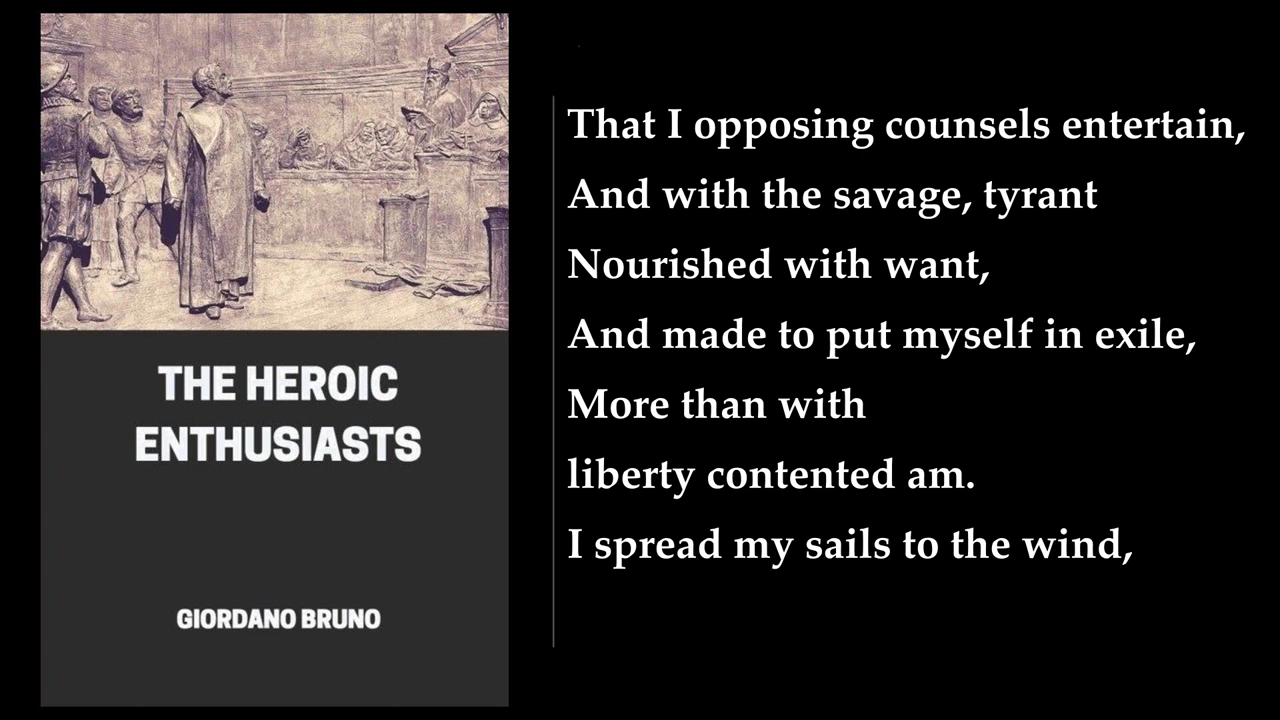 THE HEROIC
ENTHUSIASTS
GIORDANO BRUNO
That I opposing counsels entertain,
And with the savage, tyrant
Nourished with want,
And made to put myself in exile,
More than with
liberty contented am.
I spread my sails to the wind,